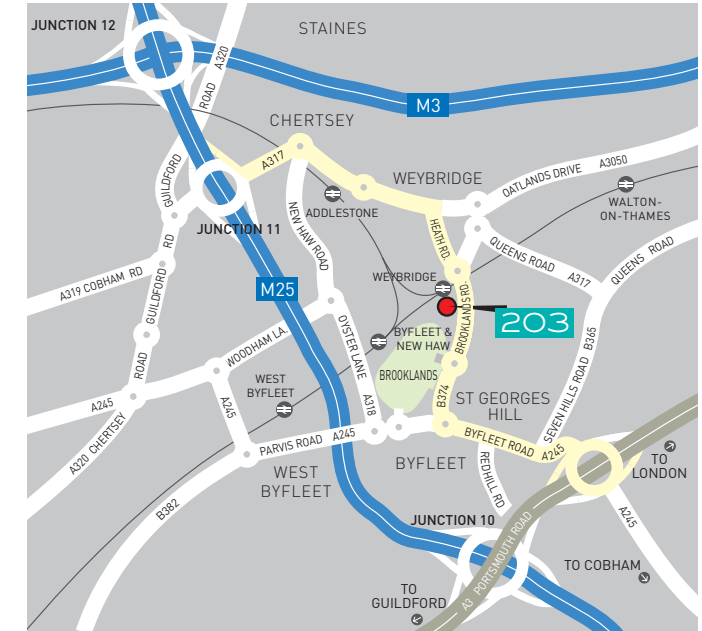 JUNCTION 12
STAINES
A320
ROAD
M3
CHERTSEY
A317
WEYBRIDGE
OATLANDS DRIVE
A3050
GUILDFORD
ADDLESTONE
WALTON-
ON-THAMES
JUNCTION 11
NEW HAW ROAD
HEATH RD.
QUEENS ROAD
A317
QUEENS ROAD
A319 COBHAM RD
GUILDFORD
RD
WEYBRIDGE
M25
BROOKLANDS RD.
203
BYFLEET &
NEW HAW
WOODHAM LA.
OYSTER LANE
A318
BROOKLANDS
B374
ST GEORGES
HILL
SEVEN HILLS ROAD
B365
ROAD
WEST
BYFLEET
A245
A245
A320 CHERTSEY
PARVIS ROAD
A245
BYFLEET
BYFLEET ROAD
A245
WEST
BYFLEET
REDHILL RD
TO
LONDON
B382
JUNCTION 10
A245
A3 PORTSMOUTH ROAD
TO COBHAM
TO
GUILDFORD